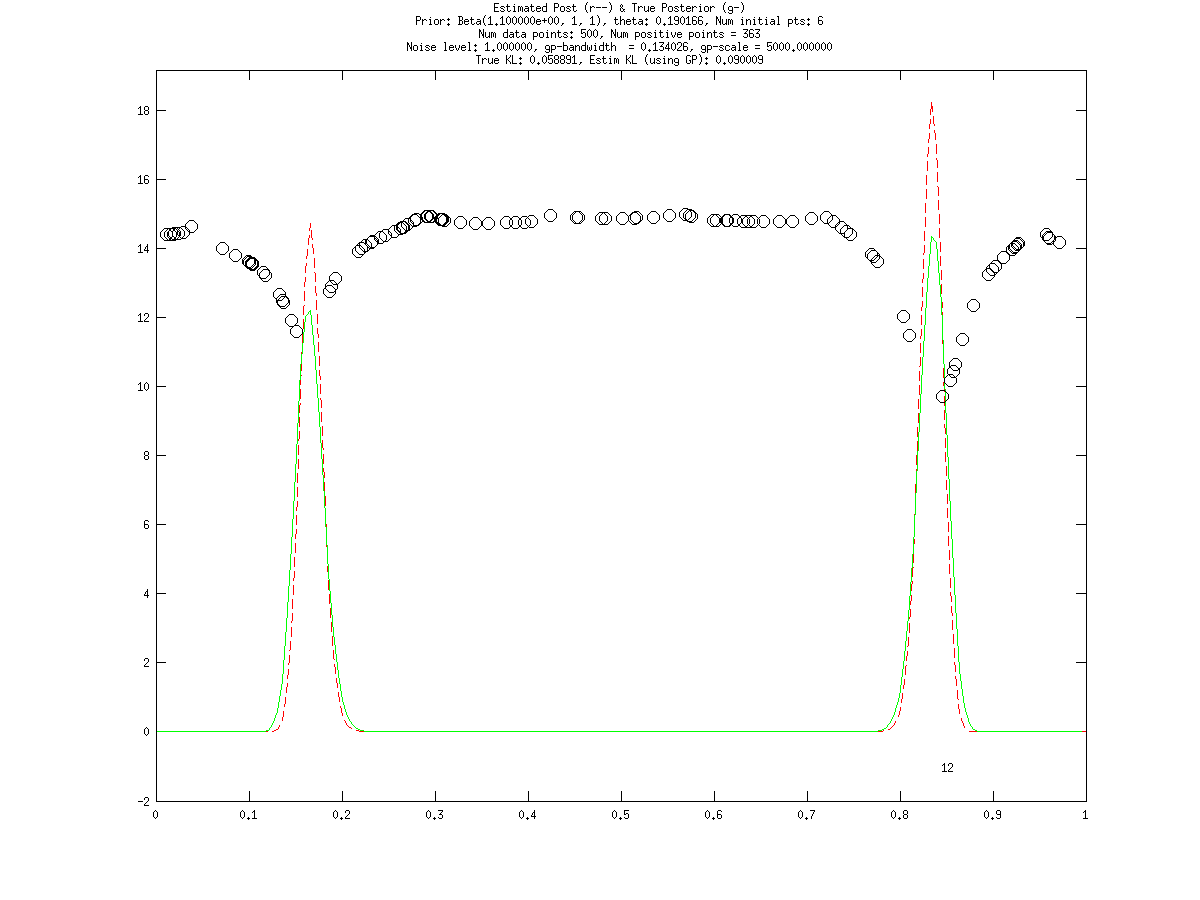 Estimated Post (r--) & True Posterior (g-)
Prior: Beta(1.100000e+00, 1, 1), theta: 0.190166, Num initial pts: 6
Num data points: 500, Num positive points = 363
Noise level: 1.000000, gp-bandwidth  = 0.134026, gp-scale = 5000.000000
True KL: 0.058891, Estim KL (using GP): 0.090009
18
16
14
12
10
8
6
4
2
0
12
-2
0 0.1 0.2 0.3 0.4 0.5 0.6 0.7 0.8 0.9 1